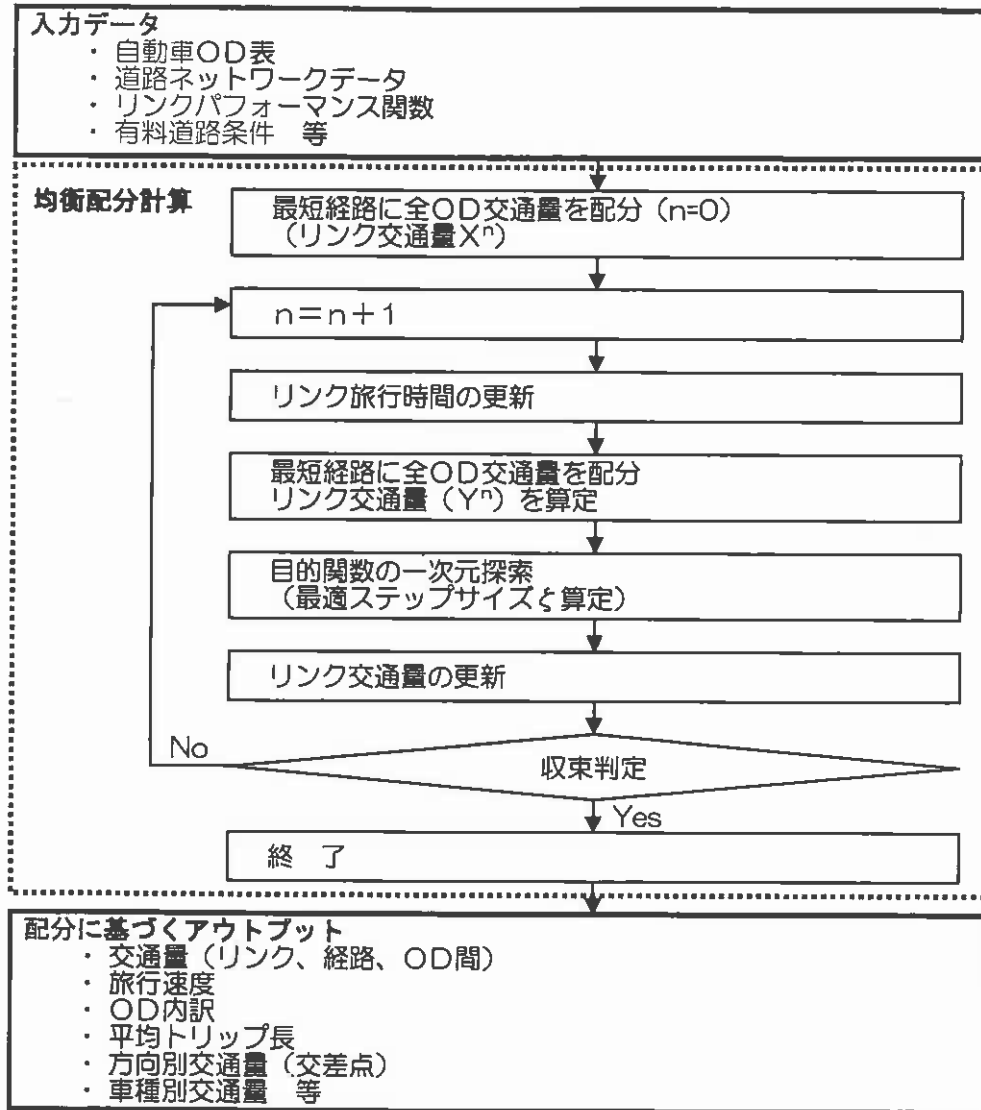 入力データ
・自動車OD表
・道路ネットワークデータ
・リンクパフォーマンス関数
・有料道路条件 等
均衡配分計算
最短経路に全OD交通量を配分(n=0)
(リンク交通量Xⁿ)
n=n+1
リンク旅行時間の更新
最短経路に全OD交通量を配分
リンク交通量(Yⁿ)を算定
目的関数の一次元探索
(最適ステップサイズζ算定)
リンク交通量の更新
収束判定
No
Yes
終 了
配分に基づくアウトプット
・交通量(リンク、経路、OD間)
・旅行速度
・OD内訳
・平均トリップ長
・方向別交通量(交差点)
・車種別交通量 等